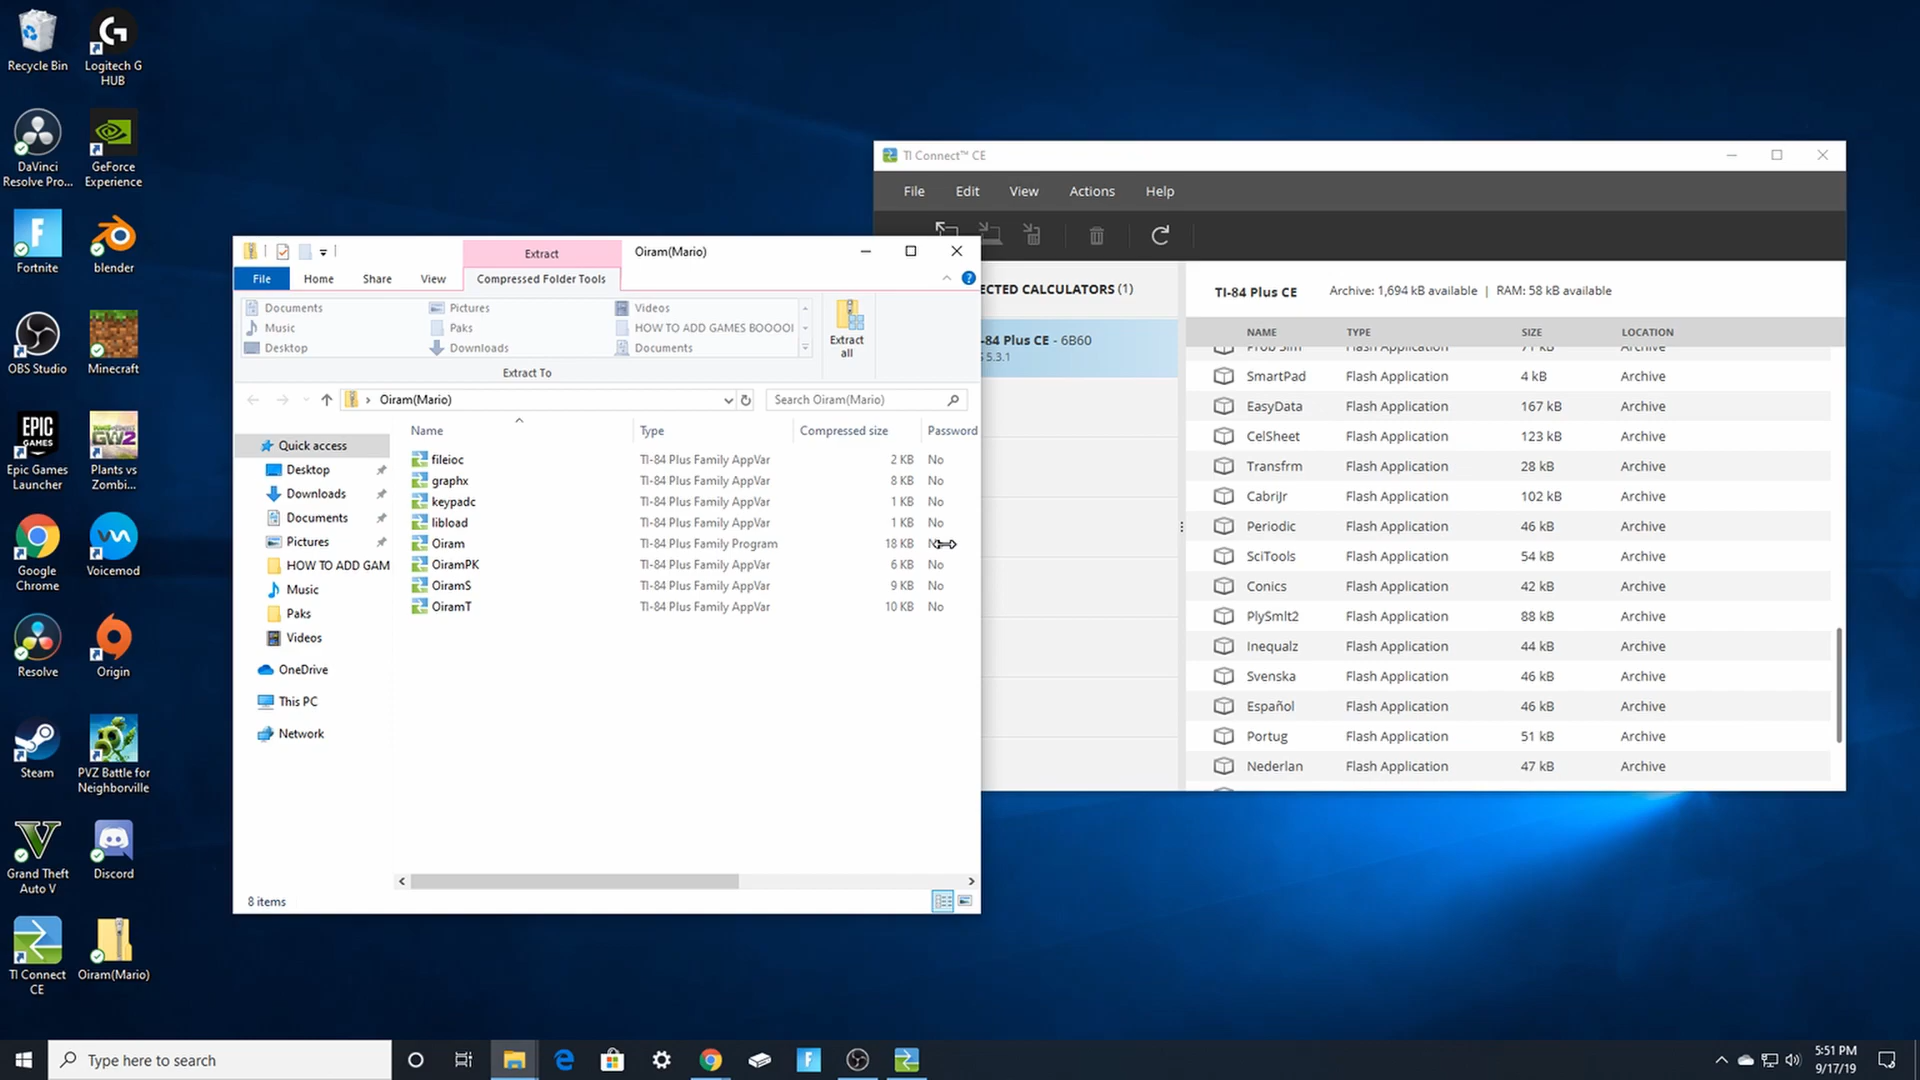 Recycle Bin
Logitech G
HUB
DaVinci
Resolve Pro...
GeForce
Experience
Fortnite
blender
OBS Studio
Minecraft
EPIC
GAMES
Epic Games
Launcher
GW2
Plants vs
Zombi...
Google
Chrome
Voicemod
Resolve
Origin
Steam
PVZ Battle for
Neighborville
Grand Theft
Auto V
Discord
TI Connect
CE
Oiram(Mario)
Extract
Oiram(Mario)
File
Home
Share
View
Compressed Folder Tools
Documents
Pictures
Videos
Music
Paks
HOW TO ADD GAMES BOOOOI
Desktop
Downloads
Documents
Extract
all
Extract To
Oiram(Mario)
Search Oiram(Mario)
Name Type Compressed size Password
Quick access
Desktop
Downloads
Documents
Pictures
HOW TO ADD GAM
Music
Paks
Videos
OneDrive
This PC
Network
fileioc TI-84 Plus Family AppVar 2 KB No
graphx TI-84 Plus Family AppVar 8 KB No
keypadc TI-84 Plus Family AppVar 1 KB No
libload TI-84 Plus Family AppVar 1 KB No
Oiram TI-84 Plus Family Program 18 KB
OiramPK TI-84 Plus Family AppVar 6 KB No
OiramS TI-84 Plus Family AppVar 9 KB No
OiramT TI-84 Plus Family AppVar 10 KB No
8 items
TI Connect™ CE
File Edit View Actions Help
ECTED CALCULATORS (1)
-84 Plus CE - 6B60
5.3.1
TI-84 Plus CE Archive: 1,694 kB available | RAM: 58 kB available
NAME TYPE SIZE LOCATION
Prob Sim Flash Application 71 kB Archive
SmartPad Flash Application 4 kB Archive
EasyData Flash Application 167 kB Archive
CelSheet Flash Application 123 kB Archive
Transfrm Flash Application 28 kB Archive
CabriJr Flash Application 102 kB Archive
Periodic Flash Application 46 kB Archive
SciTools Flash Application 54 kB Archive
Conics Flash Application 42 kB Archive
PlySmlt2 Flash Application 88 kB Archive
Inequalz Flash Application 44 kB Archive
Svenska Flash Application 46 kB Archive
Español Flash Application 46 kB Archive
Portug Flash Application 51 kB Archive
Nederlan Flash Application 47 kB Archive
Type here to search
5:51 PM
9/17/19